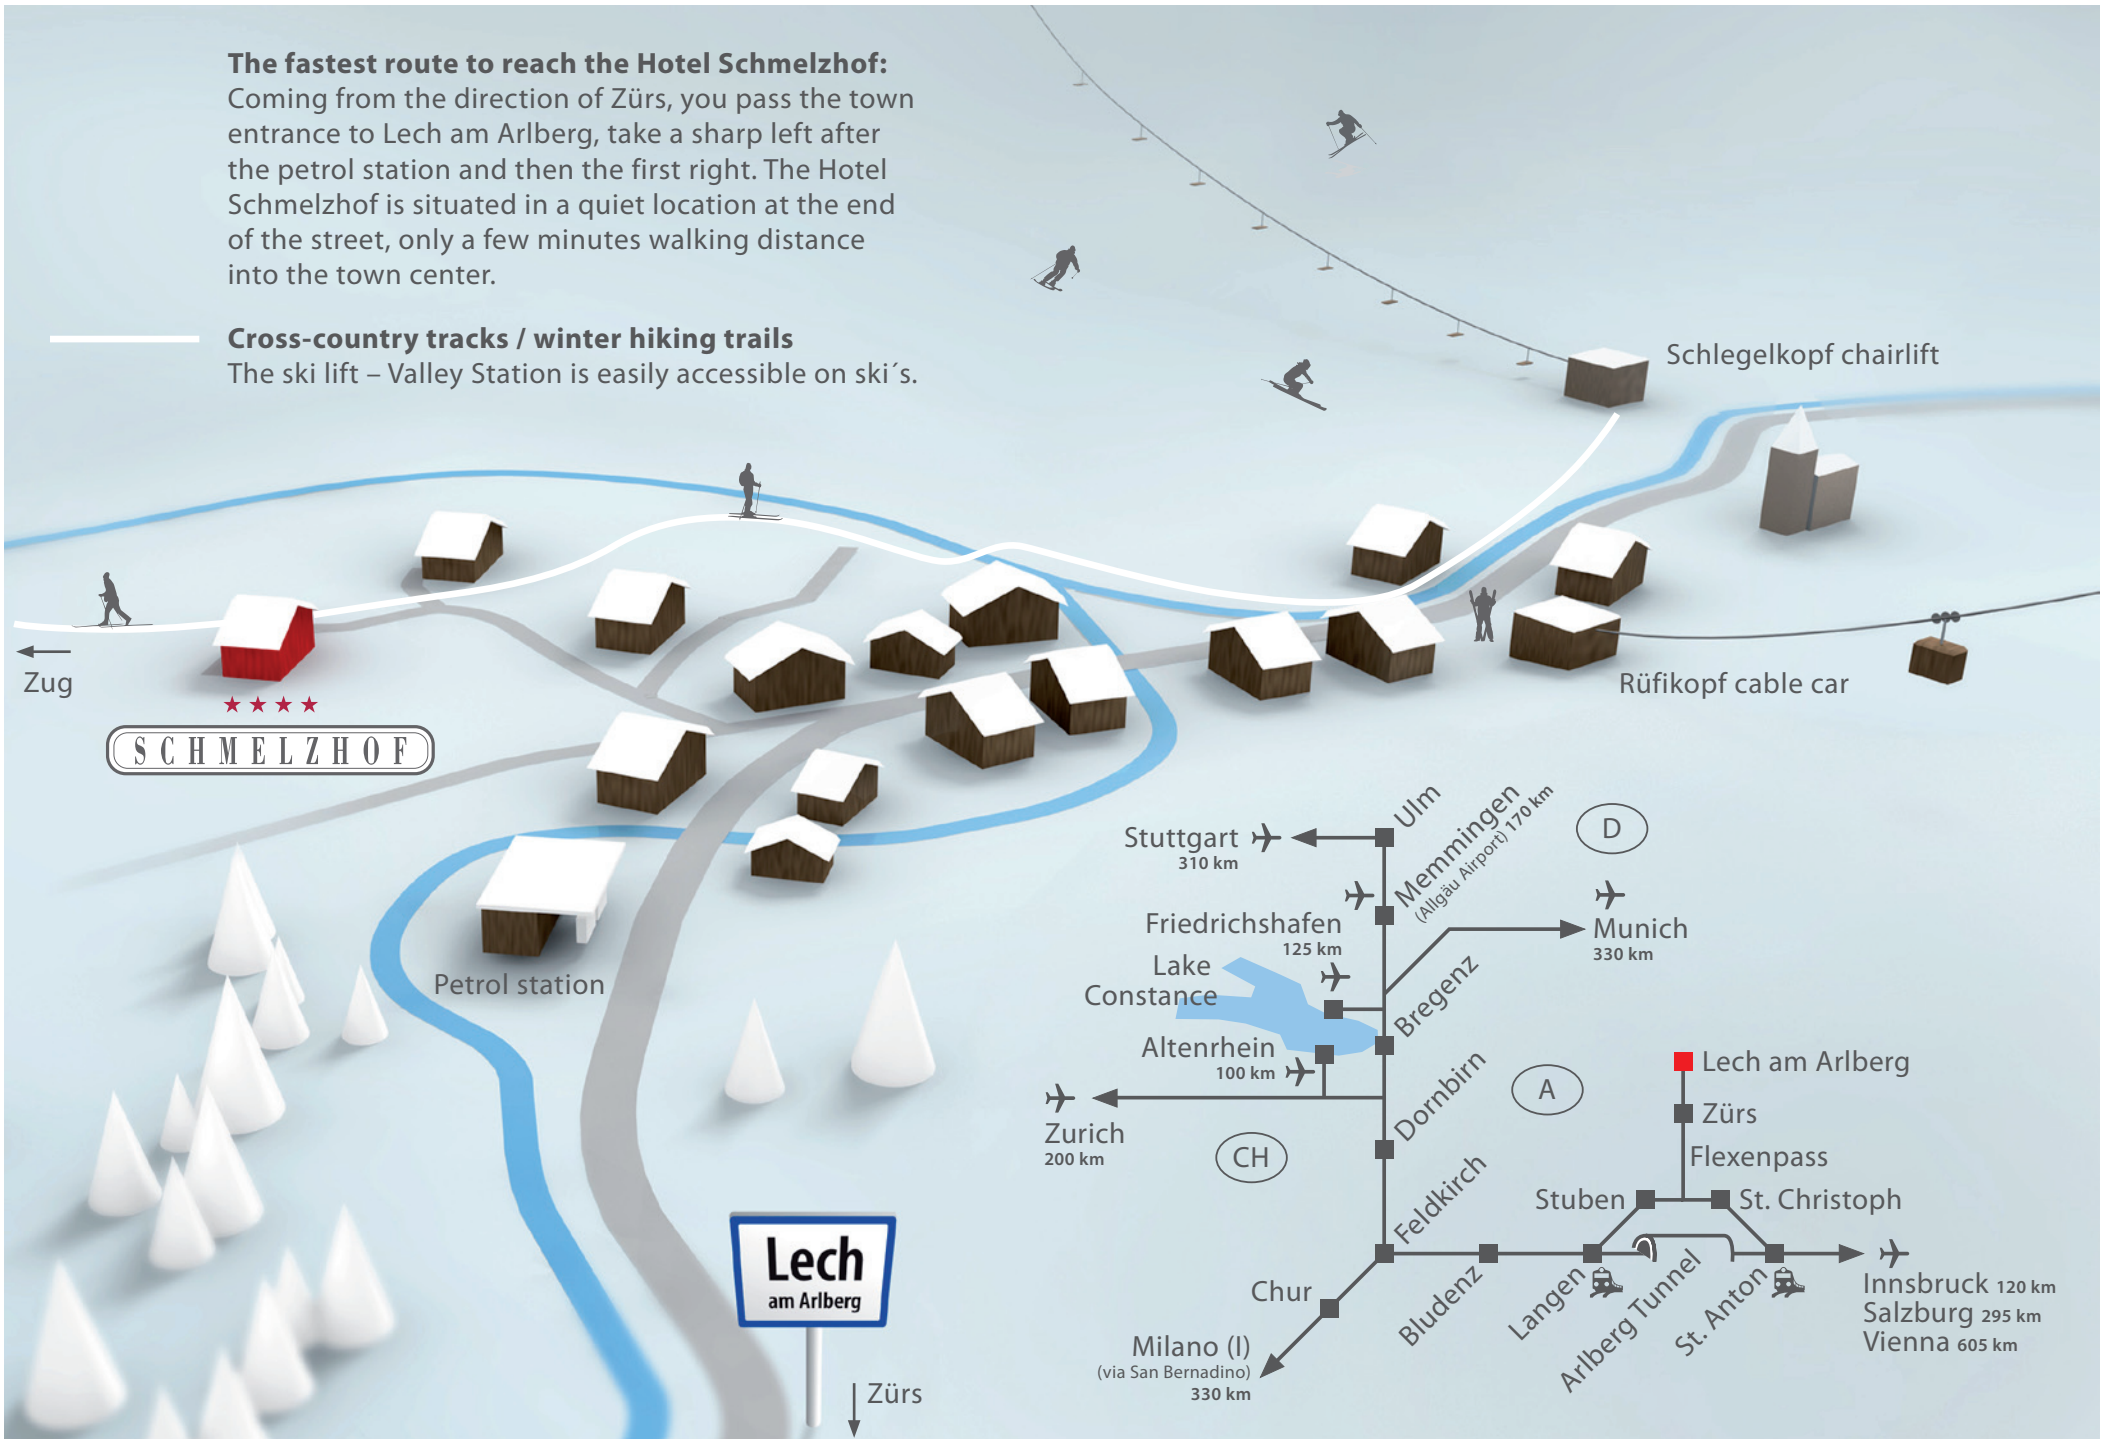 The fastest route to reach the Hotel Schmelzhof:
Coming from the direction of Zürs, you pass the town
entrance to Lech am Arlberg, take a sharp left after
the petrol station and then the first right. The Hotel
Schmelzhof is situated in a quiet location at the end
of the street, only a few minutes walking distance
into the town center.
Cross-country tracks / winter hiking trails
The ski lift – Valley Station is easily accessible on ski´s.
Schlegelkopf chairlift
Zug
SCHMELZHOF
Rüfikopf cable car
Petrol station
Lech
am Arlberg
Zürs
Ulm
Stuttgart
310 km
Memmingen
(Allgäu Airport) 170 km
D
Friedrichshafen
125 km
Munich
330 km
Lake
Constance
Bregenz
Altenrhein
100 km
Zurich
200 km
CH
Dornbirn
A
Lech am Arlberg
Zürs
Flexenpass
Stuben
St. Christoph
Feldkirch
Chur
Milano (I)
(via San Bernadino)
330 km
Bludenz
Langen
Arlberg Tunnel
St. Anton
Innsbruck 120 km
Salzburg 295 km
Vienna 605 km